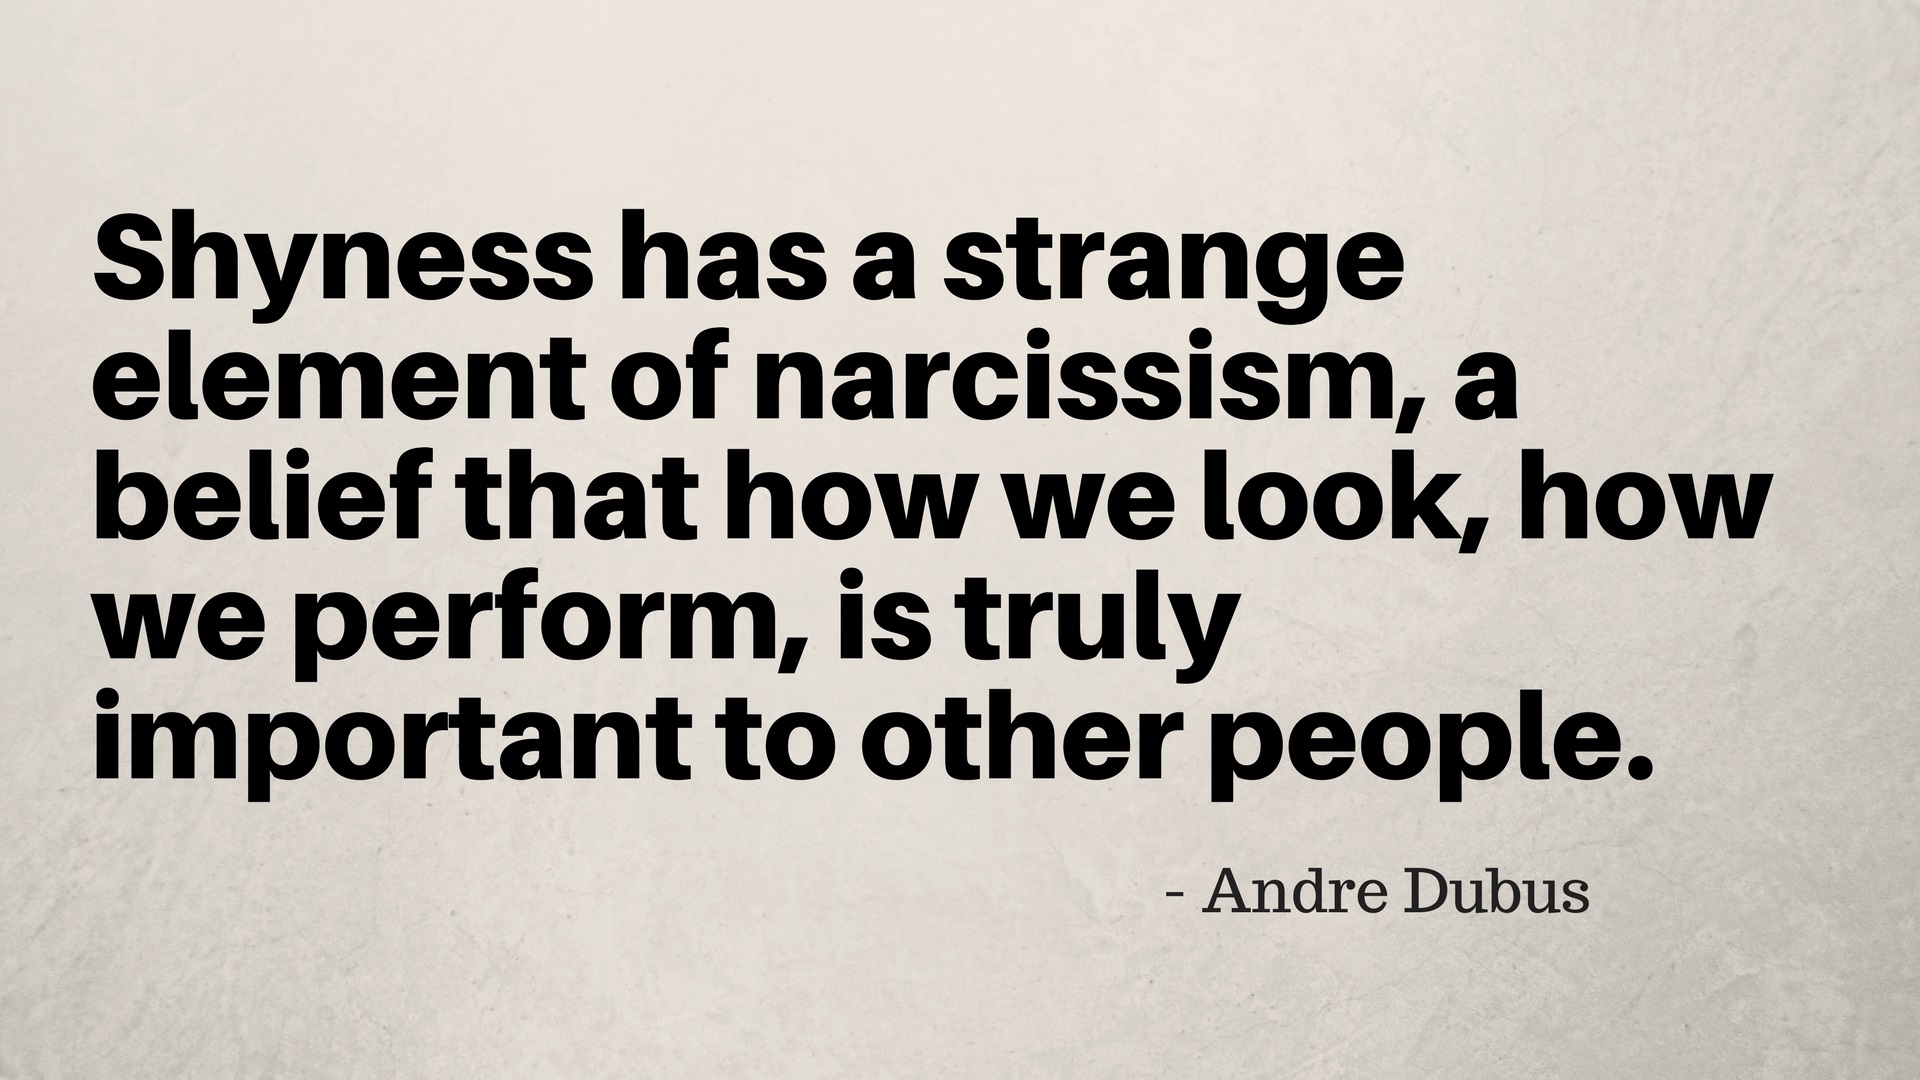 Shyness has a strange
element of narcissism, a
belief that how we look, how
we perform, is truly
important to other people.
- Andre Dubus